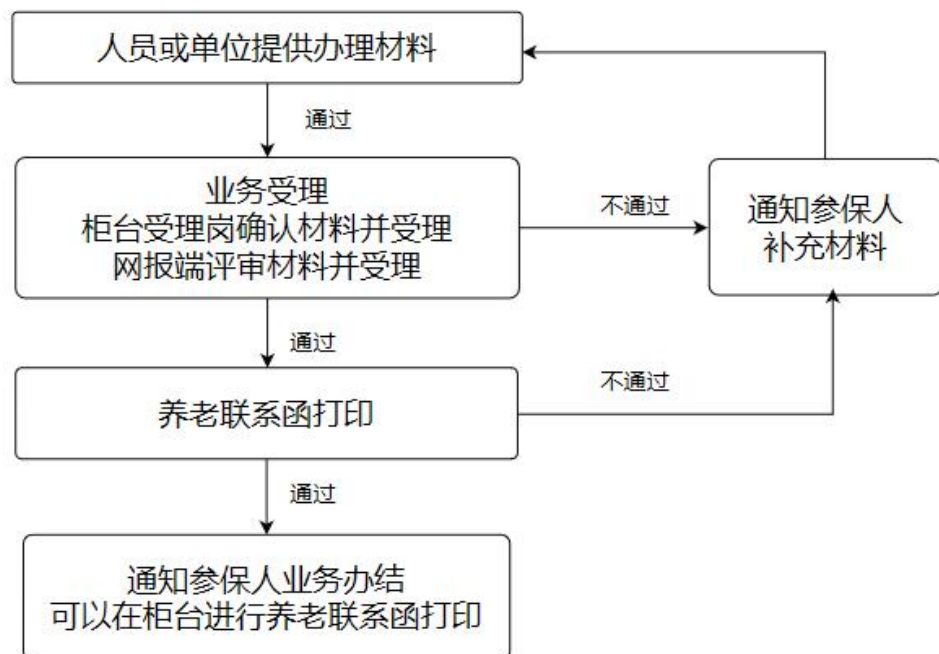 人员或单位提供办理材料
通过
业务受理
柜台受理岗确认材料并受理
网报端评审材料并受理
不通过
通知参保人
补充材料
通过
养老联系函打印
不通过
通过
通知参保人业务办结
可以在柜台进行养老联系函打印